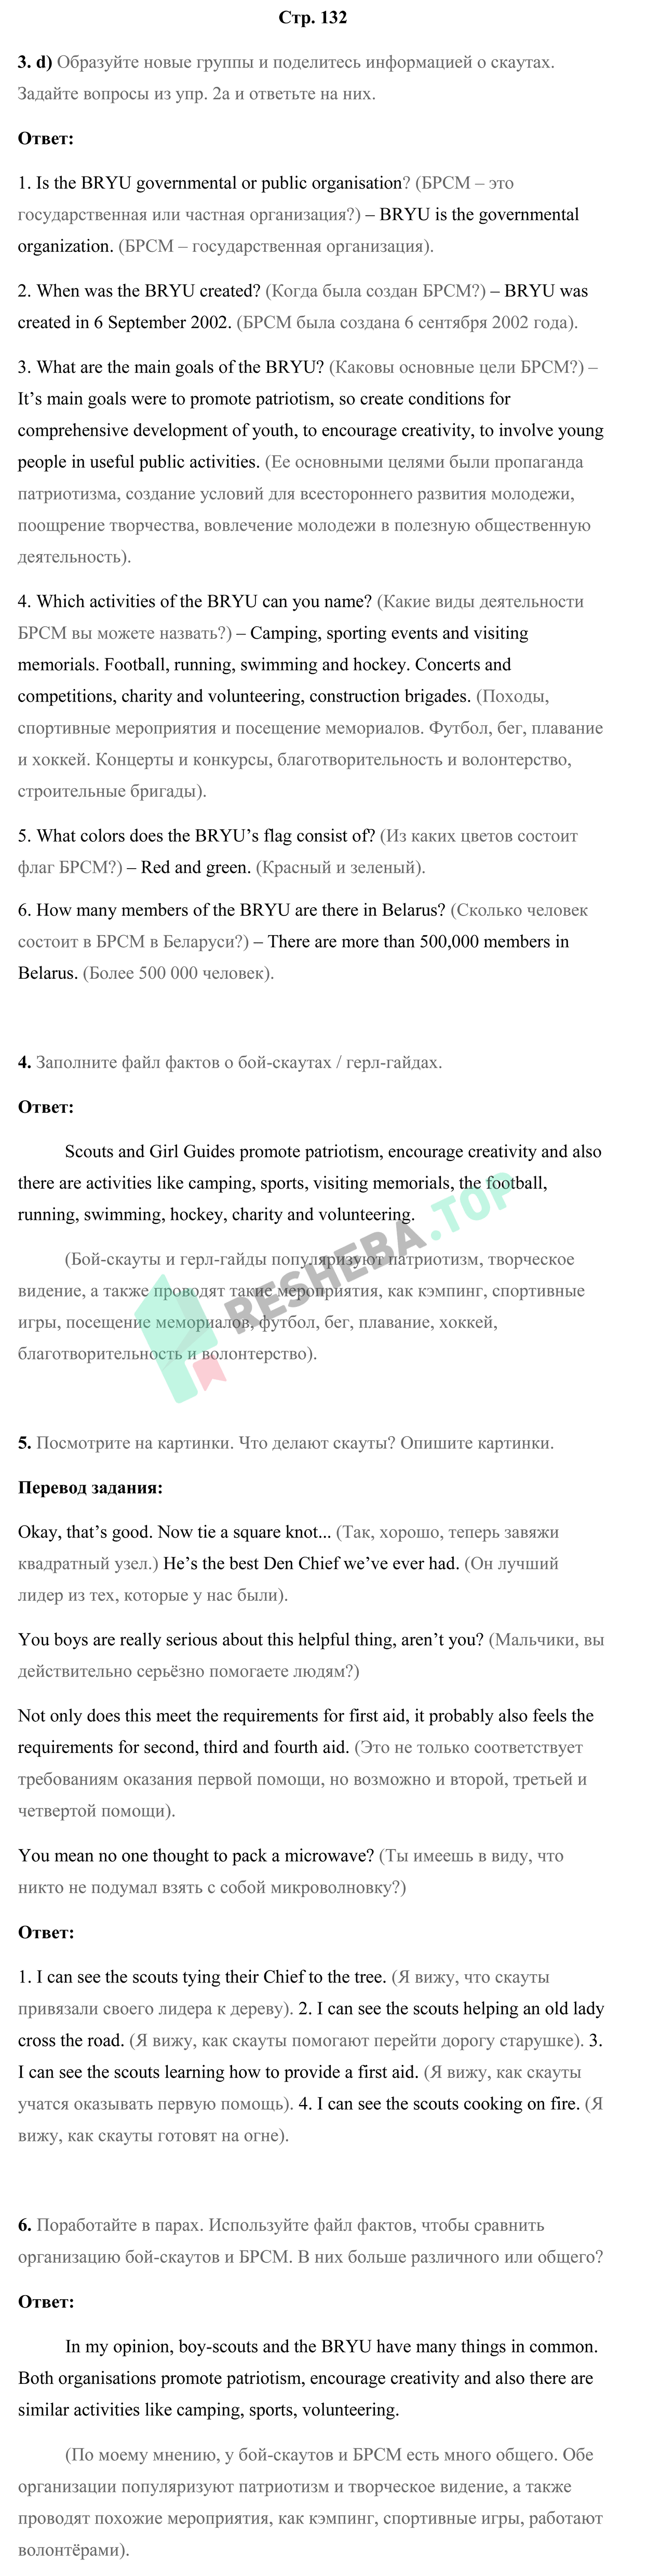 Стр. 132
3. d) Образуйте новые группы и поделитесь информацией о скаутах.
Задайте вопросы из упр. 2а и ответьте на них.
Ответ:
1. Is the BRYU governmental or public organisation? (БРСМ – это
государственная или частная организация?) – BRYU is the governmental
organization. (БРСМ – государственная организация).
2. When was the BRYU created? (Когда была создан БРСМ?) – BRYU was
created in 6 September 2002. (БРСМ была создана 6 сентября 2002 года).
3. What are the main goals of the BRYU? (Каковы основные цели БРСМ?) –
It’s main goals were to promote patriotism, so create conditions for
comprehensive development of youth, to encourage creativity, to involve young
people in useful public activities. (Ее основными целями были пропаганда
патриотизма, создание условий для всестороннего развития молодежи,
поощрение творчества, вовлечение молодежи в полезную общественную
деятельность).
4. Which activities of the BRYU can you name? (Какие виды деятельности
БРСМ вы можете назвать?) – Camping, sporting events and visiting
memorials. Football, running, swimming and hockey. Concerts and
competitions, charity and volunteering, construction brigades. (Походы,
спортивные мероприятия и посещение мемориалов. Футбол, бег, плавание
и хоккей. Концерты и конкурсы, благотворительность и волонтерство,
строительные бригады).
5. What colors does the BRYU’s flag consist of? (Из каких цветов состоит
флаг БРСМ?) – Red and green. (Красный и зеленый).
6. How many members of the BRYU are there in Belarus? (Сколько человек
состоит в БРСМ в Беларуси?) – There are more than 500,000 members in
Belarus. (Более 500 000 человек).
4. Заполните файл фактов о бой-скаутах / герл-гайдах.
Ответ:
Scouts and Girl Guides promote patriotism, encourage creativity and also
there are activities like camping, sports, visiting memorials, the football,
running, swimming, hockey, charity and volunteering.
(Бой-скауты и герл-гайды популяризуют патриотизм, творческое
видение, а также проводят такие мероприятия, как кэмпинг, спортивные
игры, посещение мемориалов, футбол, бег, плавание, хоккей,
благотворительность и волонтерство).
RESHEBA.TOP
5. Посмотрите на картинки. Что делают скауты? Опишите картинки.
Перевод задания:
Okay, that’s good. Now tie a square knot... (Так, хорошо, теперь завяжи
квадратный узел.) He’s the best Den Chief we’ve ever had. (Он лучший
лидер из тех, которые у нас были).
You boys are really serious about this helpful thing, aren’t you? (Мальчики, вы
действительно серьёзно помогаете людям?)
Not only does this meet the requirements for first aid, it probably also feels the
requirements for second, third and fourth aid. (Это не только соответствует
требованиям оказания первой помощи, но возможно и второй, третьей и
четвертой помощи).
You mean no one thought to pack a microwave? (Ты имеешь в виду, что
никто не подумал взять с собой микроволновку?)
Ответ:
1. I can see the scouts tying their Chief to the tree. (Я вижу, что скауты
привязали своего лидера к дереву). 2. I can see the scouts helping an old lady
cross the road. (Я вижу, как скауты помогают перейти дорогу старушке). 3.
I can see the scouts learning how to provide a first aid. (Я вижу, как скауты
учатся оказывать первую помощь). 4. I can see the scouts cooking on fire. (Я
вижу, как скауты готовят на огне).
6. Поработайте в парах. Используйте файл фактов, чтобы сравнить
организацию бой-скаутов и БРСМ. В них больше различного или общего?
Ответ:
In my opinion, boy-scouts and the BRYU have many things in common.
Both organisations promote patriotism, encourage creativity and also there are
similar activities like camping, sports, volunteering.
(По моему мнению, у бой-скаутов и БРСМ есть много общего. Обе
организации популяризуют патриотизм и творческое видение, а также
проводят похожие мероприятия, как кэмпинг, спортивные игры, работают
волонтёрами).